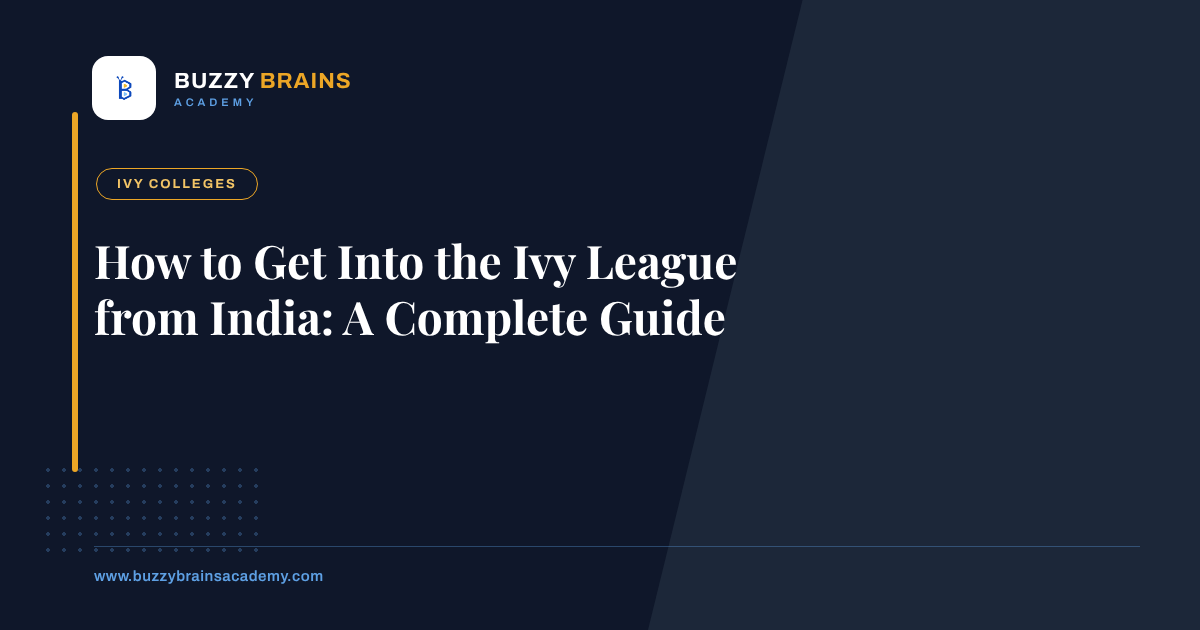 BUZZY BRAINS
ACADEMY
IVY COLLEGES
How to Get Into the Ivy League
from India: A Complete Guide
www.buzzybrainsacademy.com